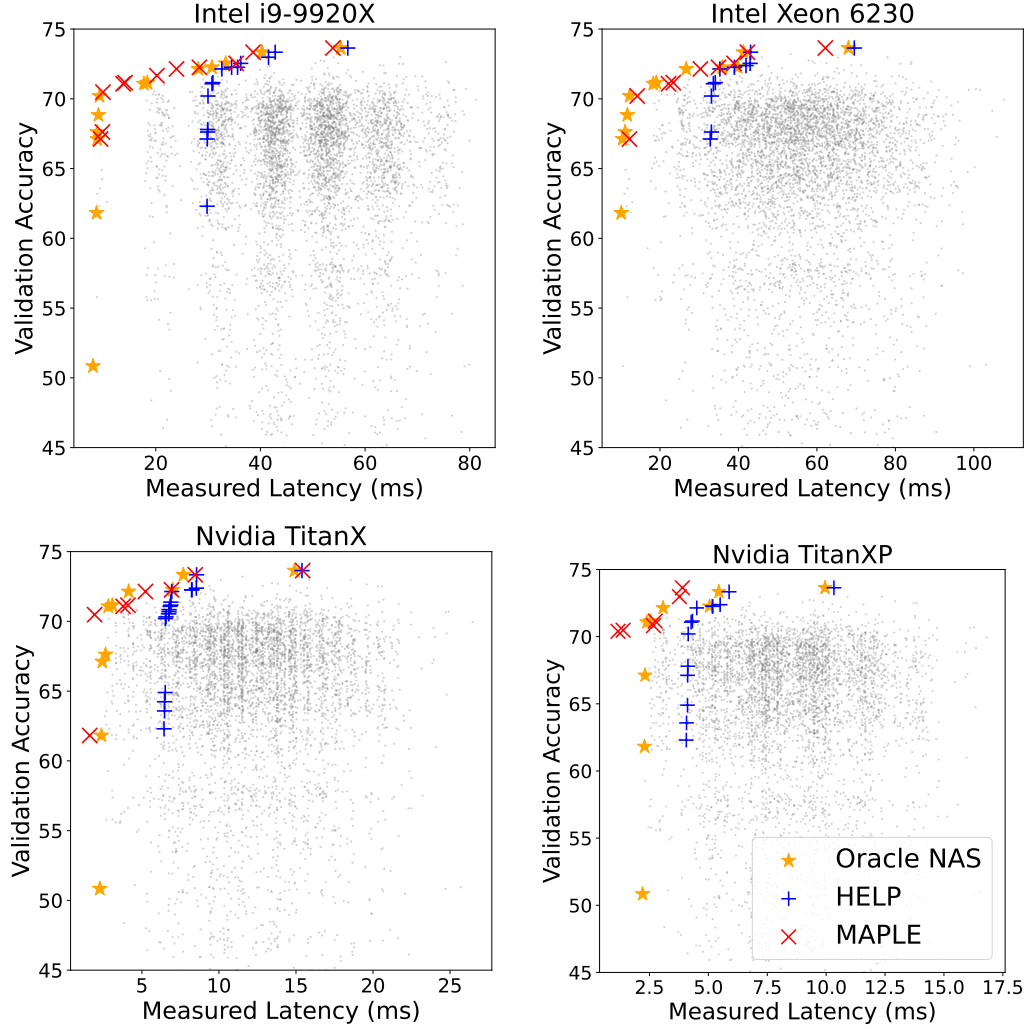 Intel i9-9920X
Validation Accuracy
75
70
65
60
55
50
45
20 40 60 80
Measured Latency (ms)
Intel Xeon 6230
Validation Accuracy
75
70
65
60
55
50
45
20 40 60 80 100
Measured Latency (ms)
Nvidia TitanX
Validation Accuracy
75
70
65
60
55
50
45
5 10 15 20 25
Measured Latency (ms)
Nvidia TitanXP
Validation Accuracy
75
70
65
60
55
50
45
2.5 5.0 7.5 10.0 12.5 15.0 17.5
Measured Latency (ms)
Oracle NAS
HELP
MAPLE